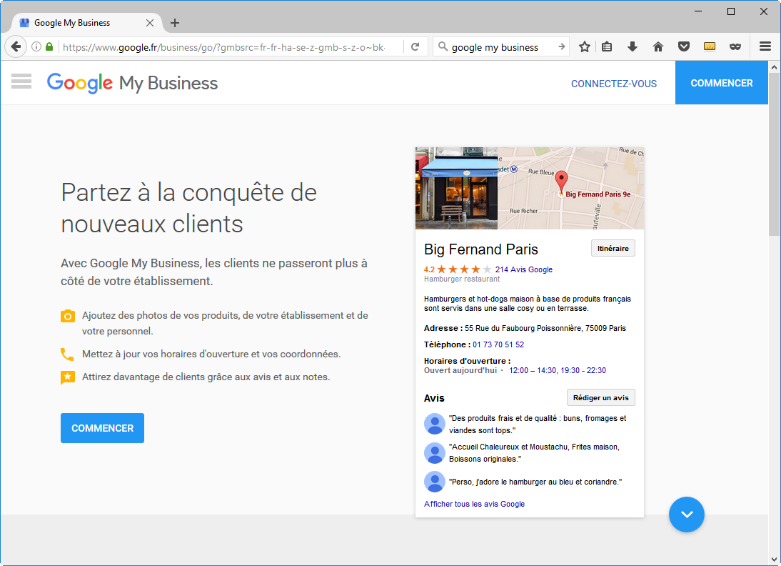 Google My Business
https://www.google.fr/business/go/?gmbsrc=fr-fr-ha-se-z-gmb-s-z-o~bk-
google my business
Google My Business
CONNECTEZ-VOUS
COMMENCER
Partez à la conquête de
nouveaux clients
Avec Google My Business, les clients ne passeront plus à
côté de votre établissement.
Ajoutez des photos de vos produits, de votre établissement et de
votre personnel.
Mettez à jour vos horaires d'ouverture et vos coordonnées.
Attirez davantage de clients grâce aux avis et aux notes.
COMMENCER
Rue de C
Rue Bleue
Big Fernand Paris 9e
Rue Richer
Big Fernand Paris
Itinéraire
4.2 214 Avis Google
Hamburger rsstaurant
Hamburgers et hot-dogs maison à base de produits français
sont servis dans une salle cosy ou en terrasse.
Adresse : 55 Rue du Faubourg Poissonnière, 75009 Paris
Téléphone : 01 73 70 51 52
Horaires d'ouverture :
Ouvert aujourd'hui · 12:00 – 14:30, 19:30 - 22:30
Avis
Rédiger un avis
"Des produits frais et de qualité : buns, fromages et
viandes sont tops."
"Accueil Chaleureux et Moustachu, Frites maison,
Boissons originales."
"Perso, j'adore le hamburger au bleu et coriandre."
Afficher tous les avis Google